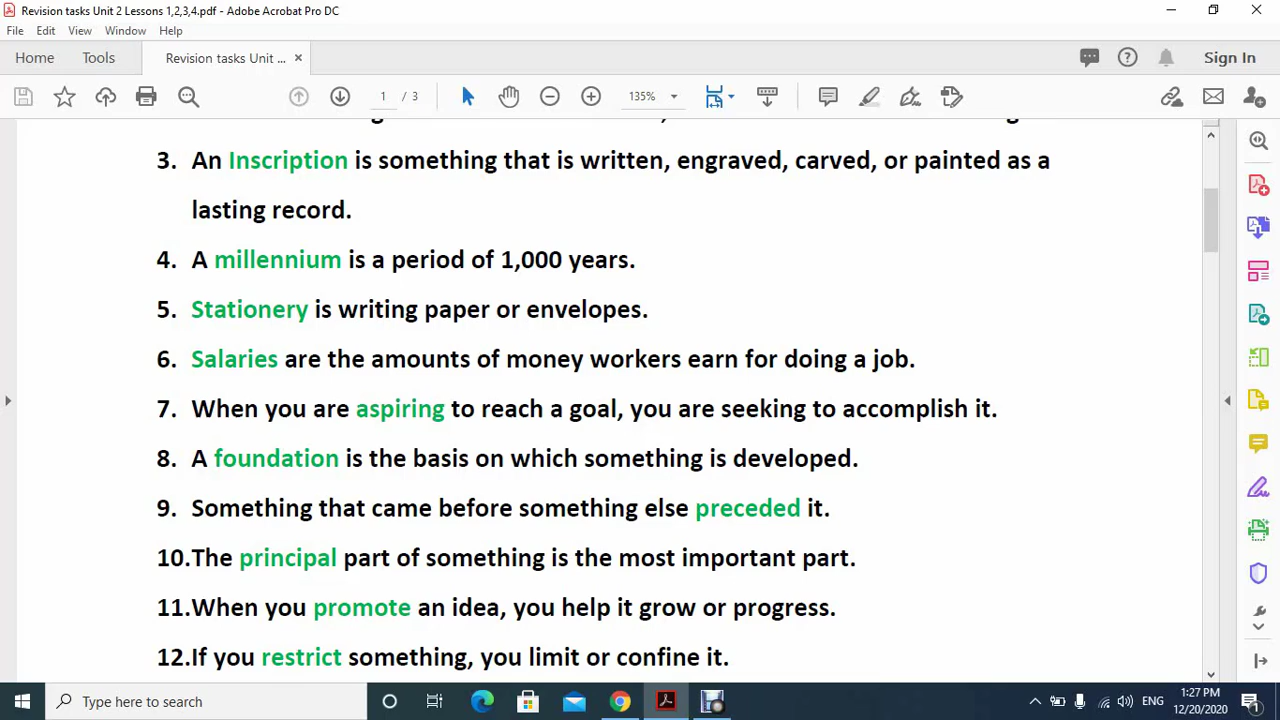 Revision tasks Unit 2 Lessons 1,2,3,4.pdf - Adobe Acrobat Pro DC
File Edit View Window Help
Home Tools Revision tasks Unit ... × Sign In
1 / 3 135%
3. An Inscription is something that is written, engraved, carved, or painted as a
lasting record.
4. A millennium is a period of 1,000 years.
5. Stationery is writing paper or envelopes.
6. Salaries are the amounts of money workers earn for doing a job.
7. When you are aspiring to reach a goal, you are seeking to accomplish it.
8. A foundation is the basis on which something is developed.
9. Something that came before something else preceded it.
10.The principal part of something is the most important part.
11.When you promote an idea, you help it grow or progress.
12.If you restrict something, you limit or confine it.
Type here to search
ENG
1:27 PM
12/20/2020
1